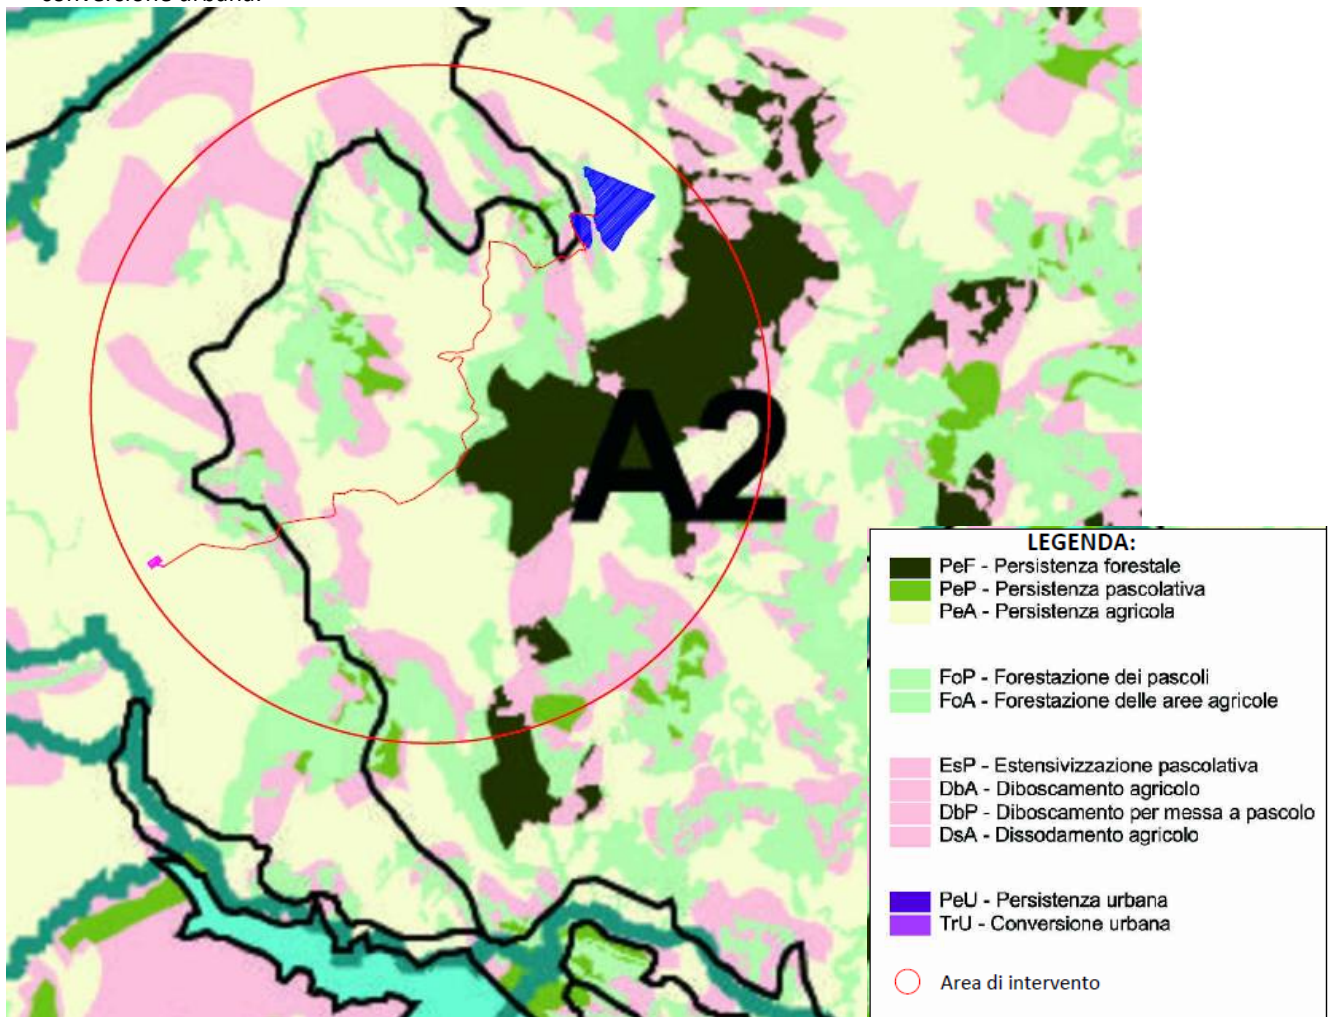 conversione urbana.
A2
LEGENDA:
PeF - Persistenza forestale
PeP - Persistenza pascolativa
PeA - Persistenza agricola
FoP - Forestazione dei pascoli
FoA - Forestazione delle aree agricole
EsP - Estensivizzazione pascolativa
DbA - Diboscamento agricolo
DbP - Diboscamento per messa a pascolo
DsA - Dissodamento agricolo
PeU - Persistenza urbana
TrU - Conversione urbana
Area di intervento